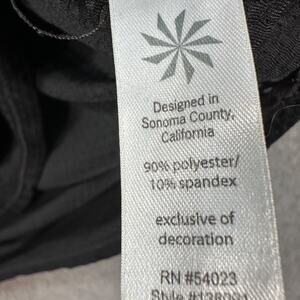 Designed in
Sonoma County,
California
90% polyester/
10% spandex
exclusive of
decoration
RN #54023